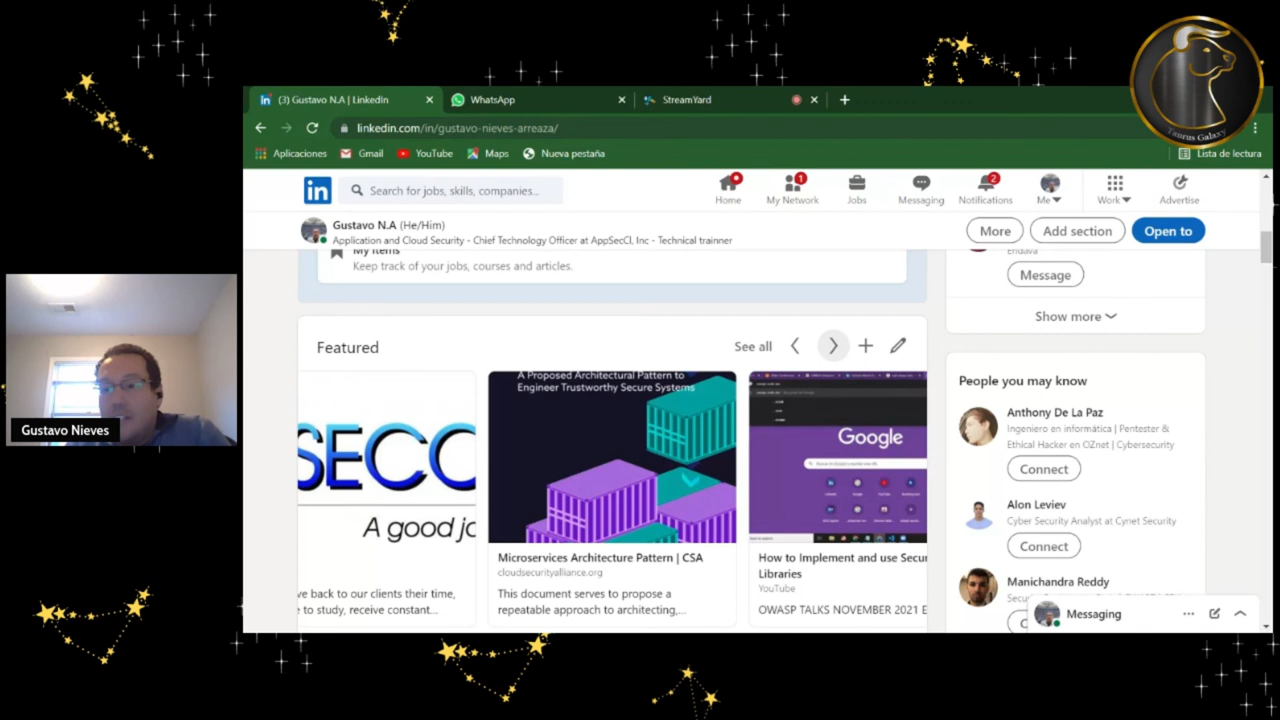 Taurus Galaxy
(3) Gustavo N.A | LinkedIn
WhatsApp
StreamYard
linkedin.com/in/gustavo-nieves-arreaza/
Aplicaciones
Gmail
YouTube
Maps
Nueva pestaña
Lista de lectura
in
Search for jobs, skills, companies...
Home
1
My Network
Jobs
Messaging
2
Notifications
Me
Work
Advertise
Gustavo N.A (He/Him)
Application and Cloud Security - Chief Technology Officer at AppSecCl, Inc - Technical trainner
More
Add section
Open to
My items
Keep track of your jobs, courses and articles.
Endava
Message
Show more
Featured
See all
SECC
A good jo
ve back to our clients their time,
e to study, receive constant...
A Proposed Architectural Pattern to
Engineer Trustworthy Secure Systems
Microservices Architecture Pattern | CSA
cloudsecurityalliance.org
This document serves to propose a
repeatable approach to architecting,...
Google
How to Implement and use Secur
Libraries
YouTube
OWASP TALKS NOVEMBER 2021 E
People you may know
Anthony De La Paz
Ingeniero en informática | Pentester &
Ethical Hacker en OZnet | Cybersecurity
Connect
Alon Leviev
Cyber Security Analyst at Cynet Security
Connect
Manichandra Reddy
Messaging
Gustavo Nieves